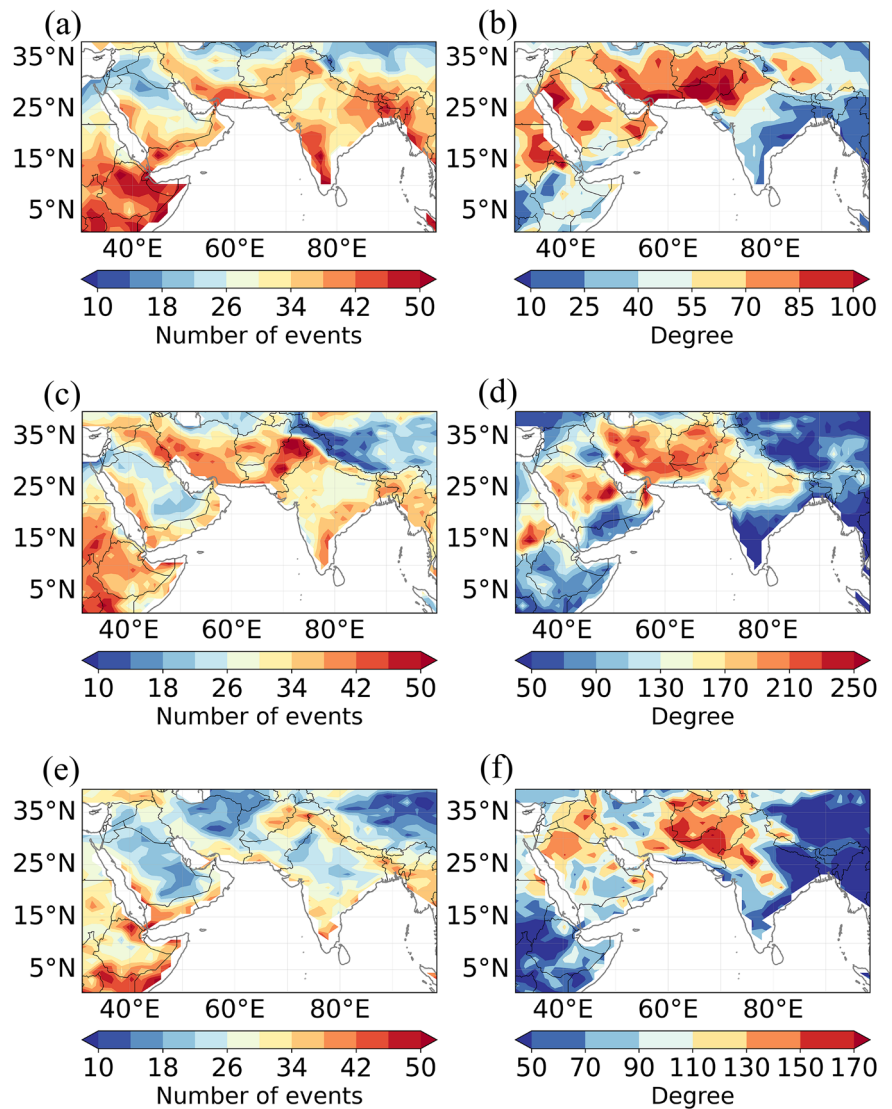 (a) (b)
35°N 35°N
25°N 25°N
15°N 15°N
5°N 5°N
40°E 60°E 80°E 40°E 60°E 80°E
10 18 26 34 42 50 10 25 40 55 70 85 100
Number of events Degree
(c) (d)
35°N 35°N
25°N 25°N
15°N 15°N
5°N 5°N
40°E 60°E 80°E 40°E 60°E 80°E
10 18 26 34 42 50 50 90 130 170 210 250
Number of events Degree
(e) (f)
35°N 35°N
25°N 25°N
15°N 15°N
5°N 5°N
40°E 60°E 80°E 40°E 60°E 80°E
10 18 26 34 42 50 50 70 90 110 130 150 170
Number of events Degree